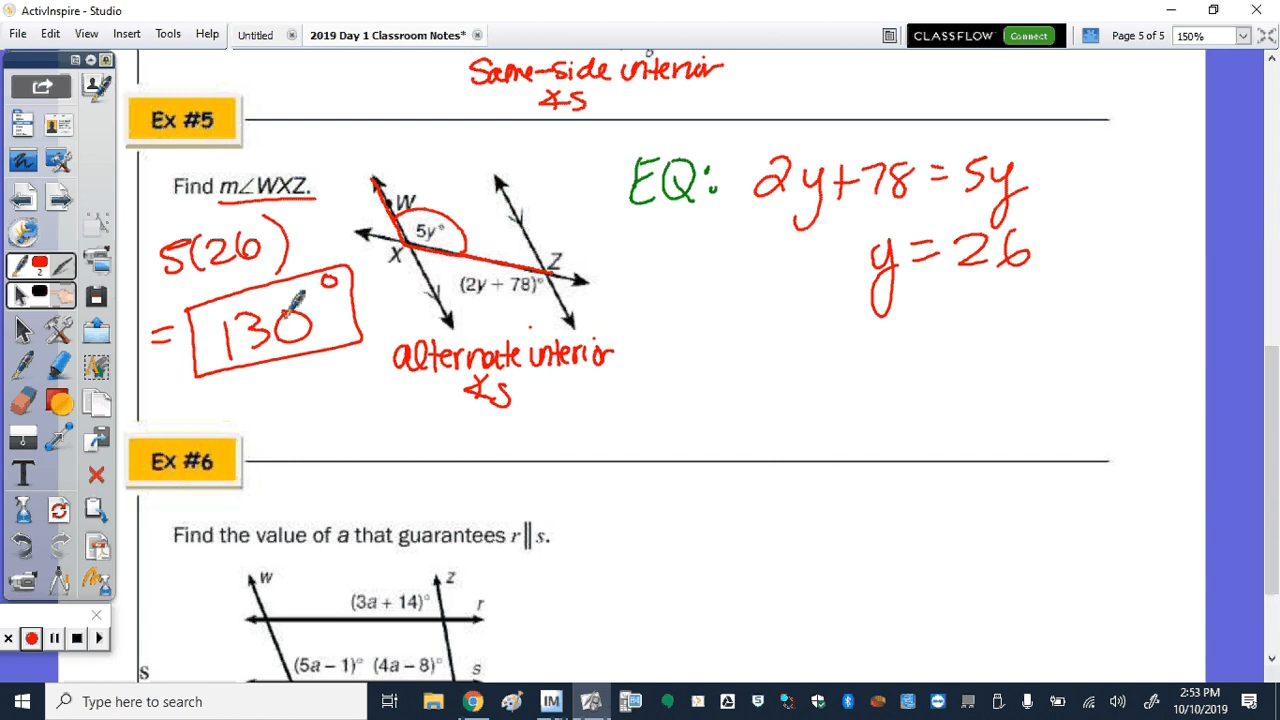 ActivInspire - Studio
File Edit View Insert Tools Help Untitled 2019 Day 1 Classroom Notes* CLASSFLOW Connect Page 5 of 5 150%
Same-side interior
∡s
Ex #5
Find m∠WXZ.
EQ: 2y+78=5y
y=26
5(26)
= 130°
W
5y°
X
Z
(2y + 78)°
alternate interior
∡s
Ex #6
Find the value of a that guarantees r ∥ s.
w
z
(3a + 14)°
r
(5a – 1)° (4a – 8)°
s
s
T
2
Type here to search
2:53 PM
10/10/2019